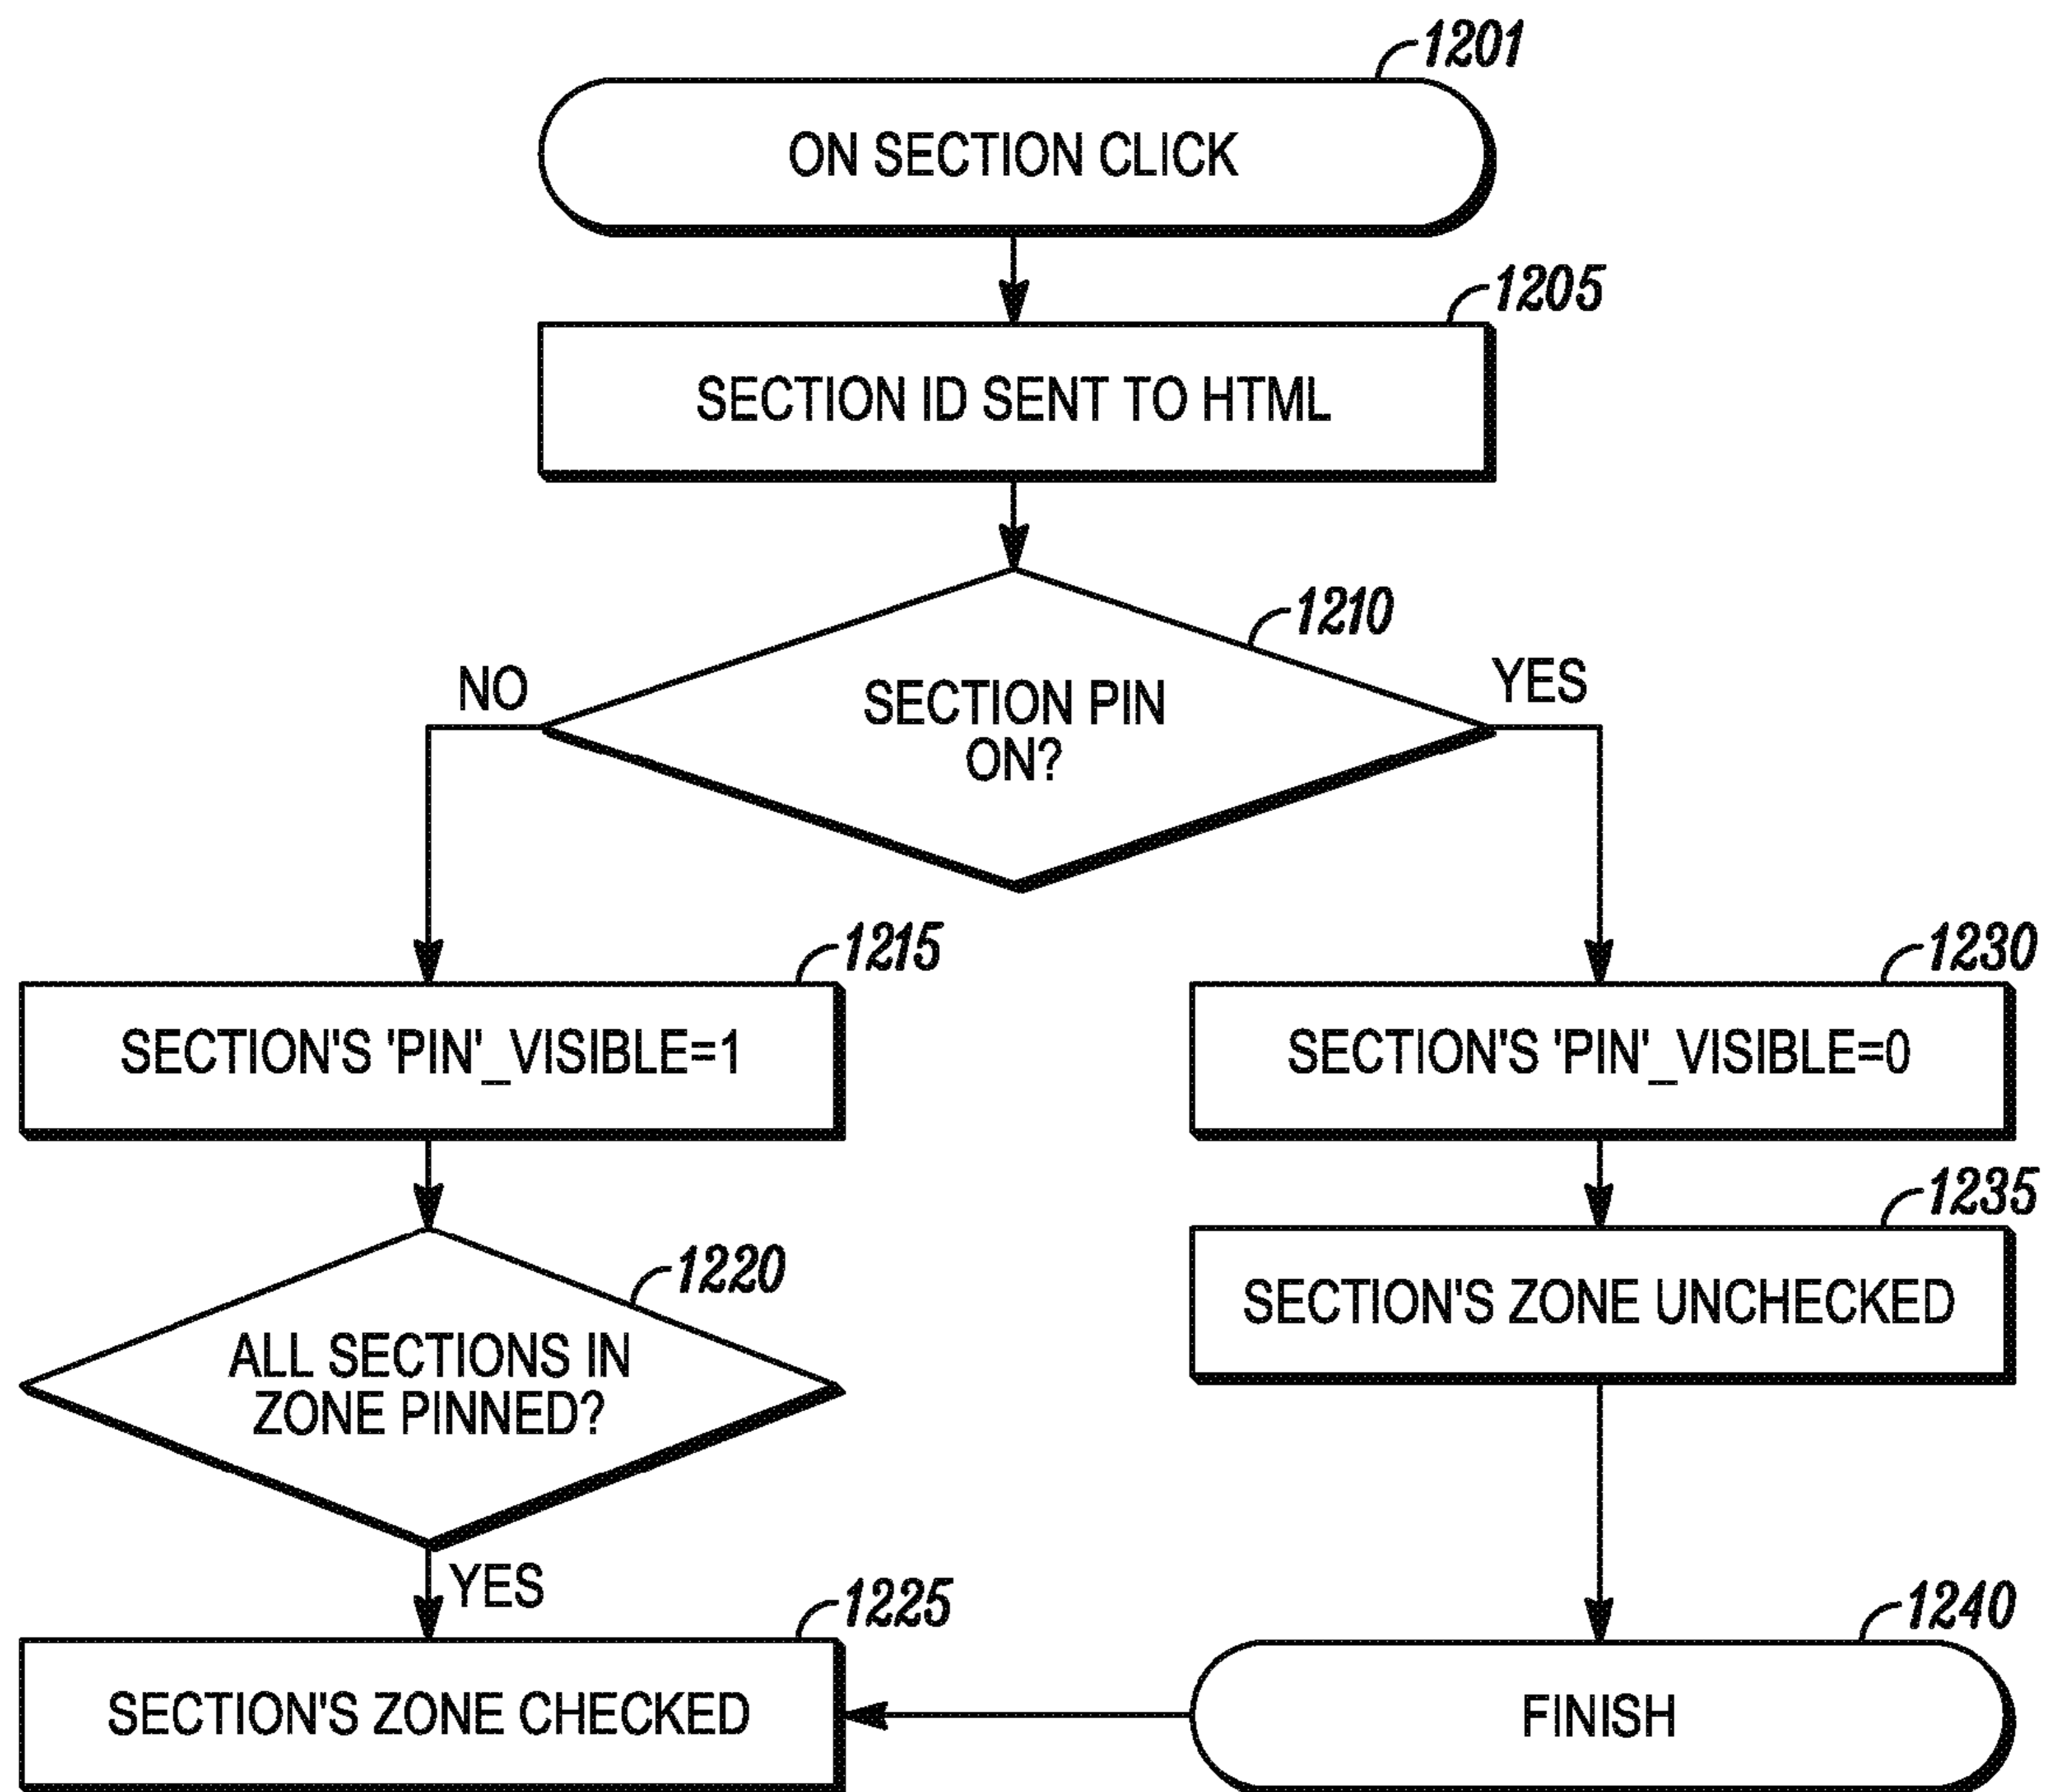 1201
ON SECTION CLICK
1205
SECTION ID SENT TO HTML
1210
NO
YES
SECTION PIN
ON?
1215
1230
SECTION'S 'PIN'_VISIBLE=1
SECTION'S 'PIN'_VISIBLE=0
1220
1235
ALL SECTIONS IN
ZONE PINNED?
SECTION'S ZONE UNCHECKED
YES
1225
1240
SECTION'S ZONE CHECKED
FINISH